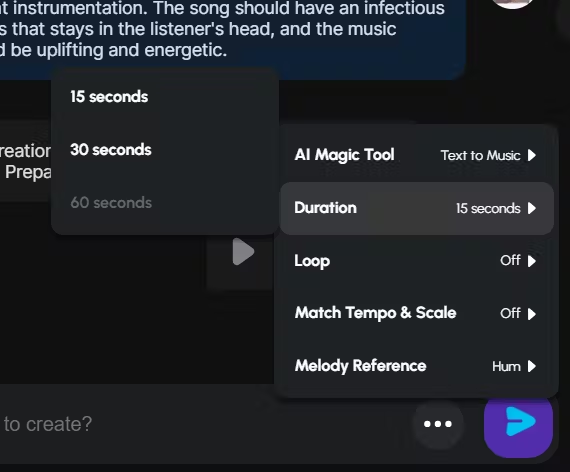 t instrumentation. The song should have an infectious
s that stays in the listener's head, and the music
d be uplifting and energetic.
15 seconds
30 seconds
60 seconds
reation
Prepa
AI Magic Tool Text to Music
Duration 15 seconds
Loop Off
Match Tempo & Scale Off
Melody Reference Hum
to create?